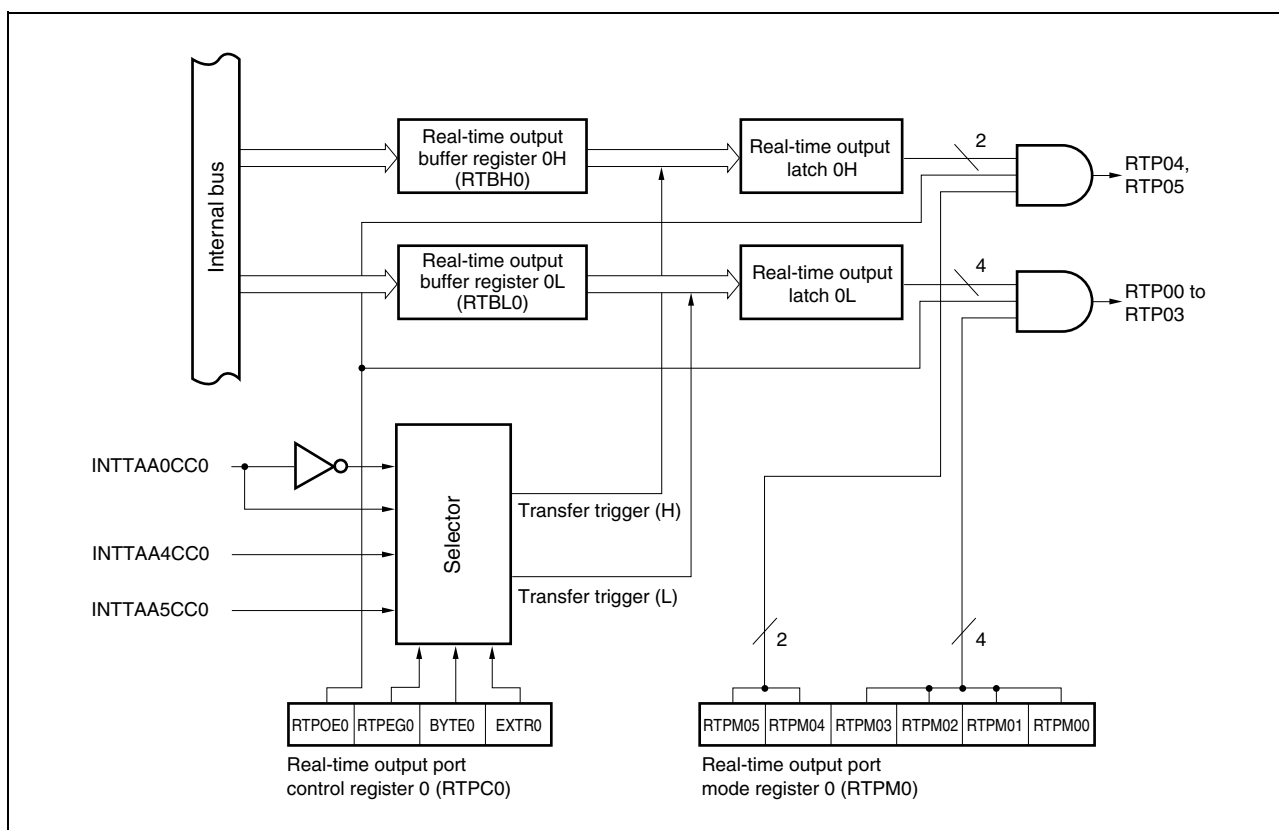 Internal bus
Real-time output
buffer register 0H
(RTBH0)
Real-time output
latch 0H
2
RTP04,
RTP05
Real-time output
buffer register 0L
(RTBL0)
Real-time output
latch 0L
4
RTP00 to
RTP03
INTTAA0CC0
INTTAA4CC0
INTTAA5CC0
Selector
Transfer trigger (H)
Transfer trigger (L)
2
4
RTPOE0 RTPEG0 BYTE0 EXTR0
Real-time output port
control register 0 (RTPC0)
RTPM05 RTPM04 RTPM03 RTPM02 RTPM01 RTPM00
Real-time output port
mode register 0 (RTPM0)